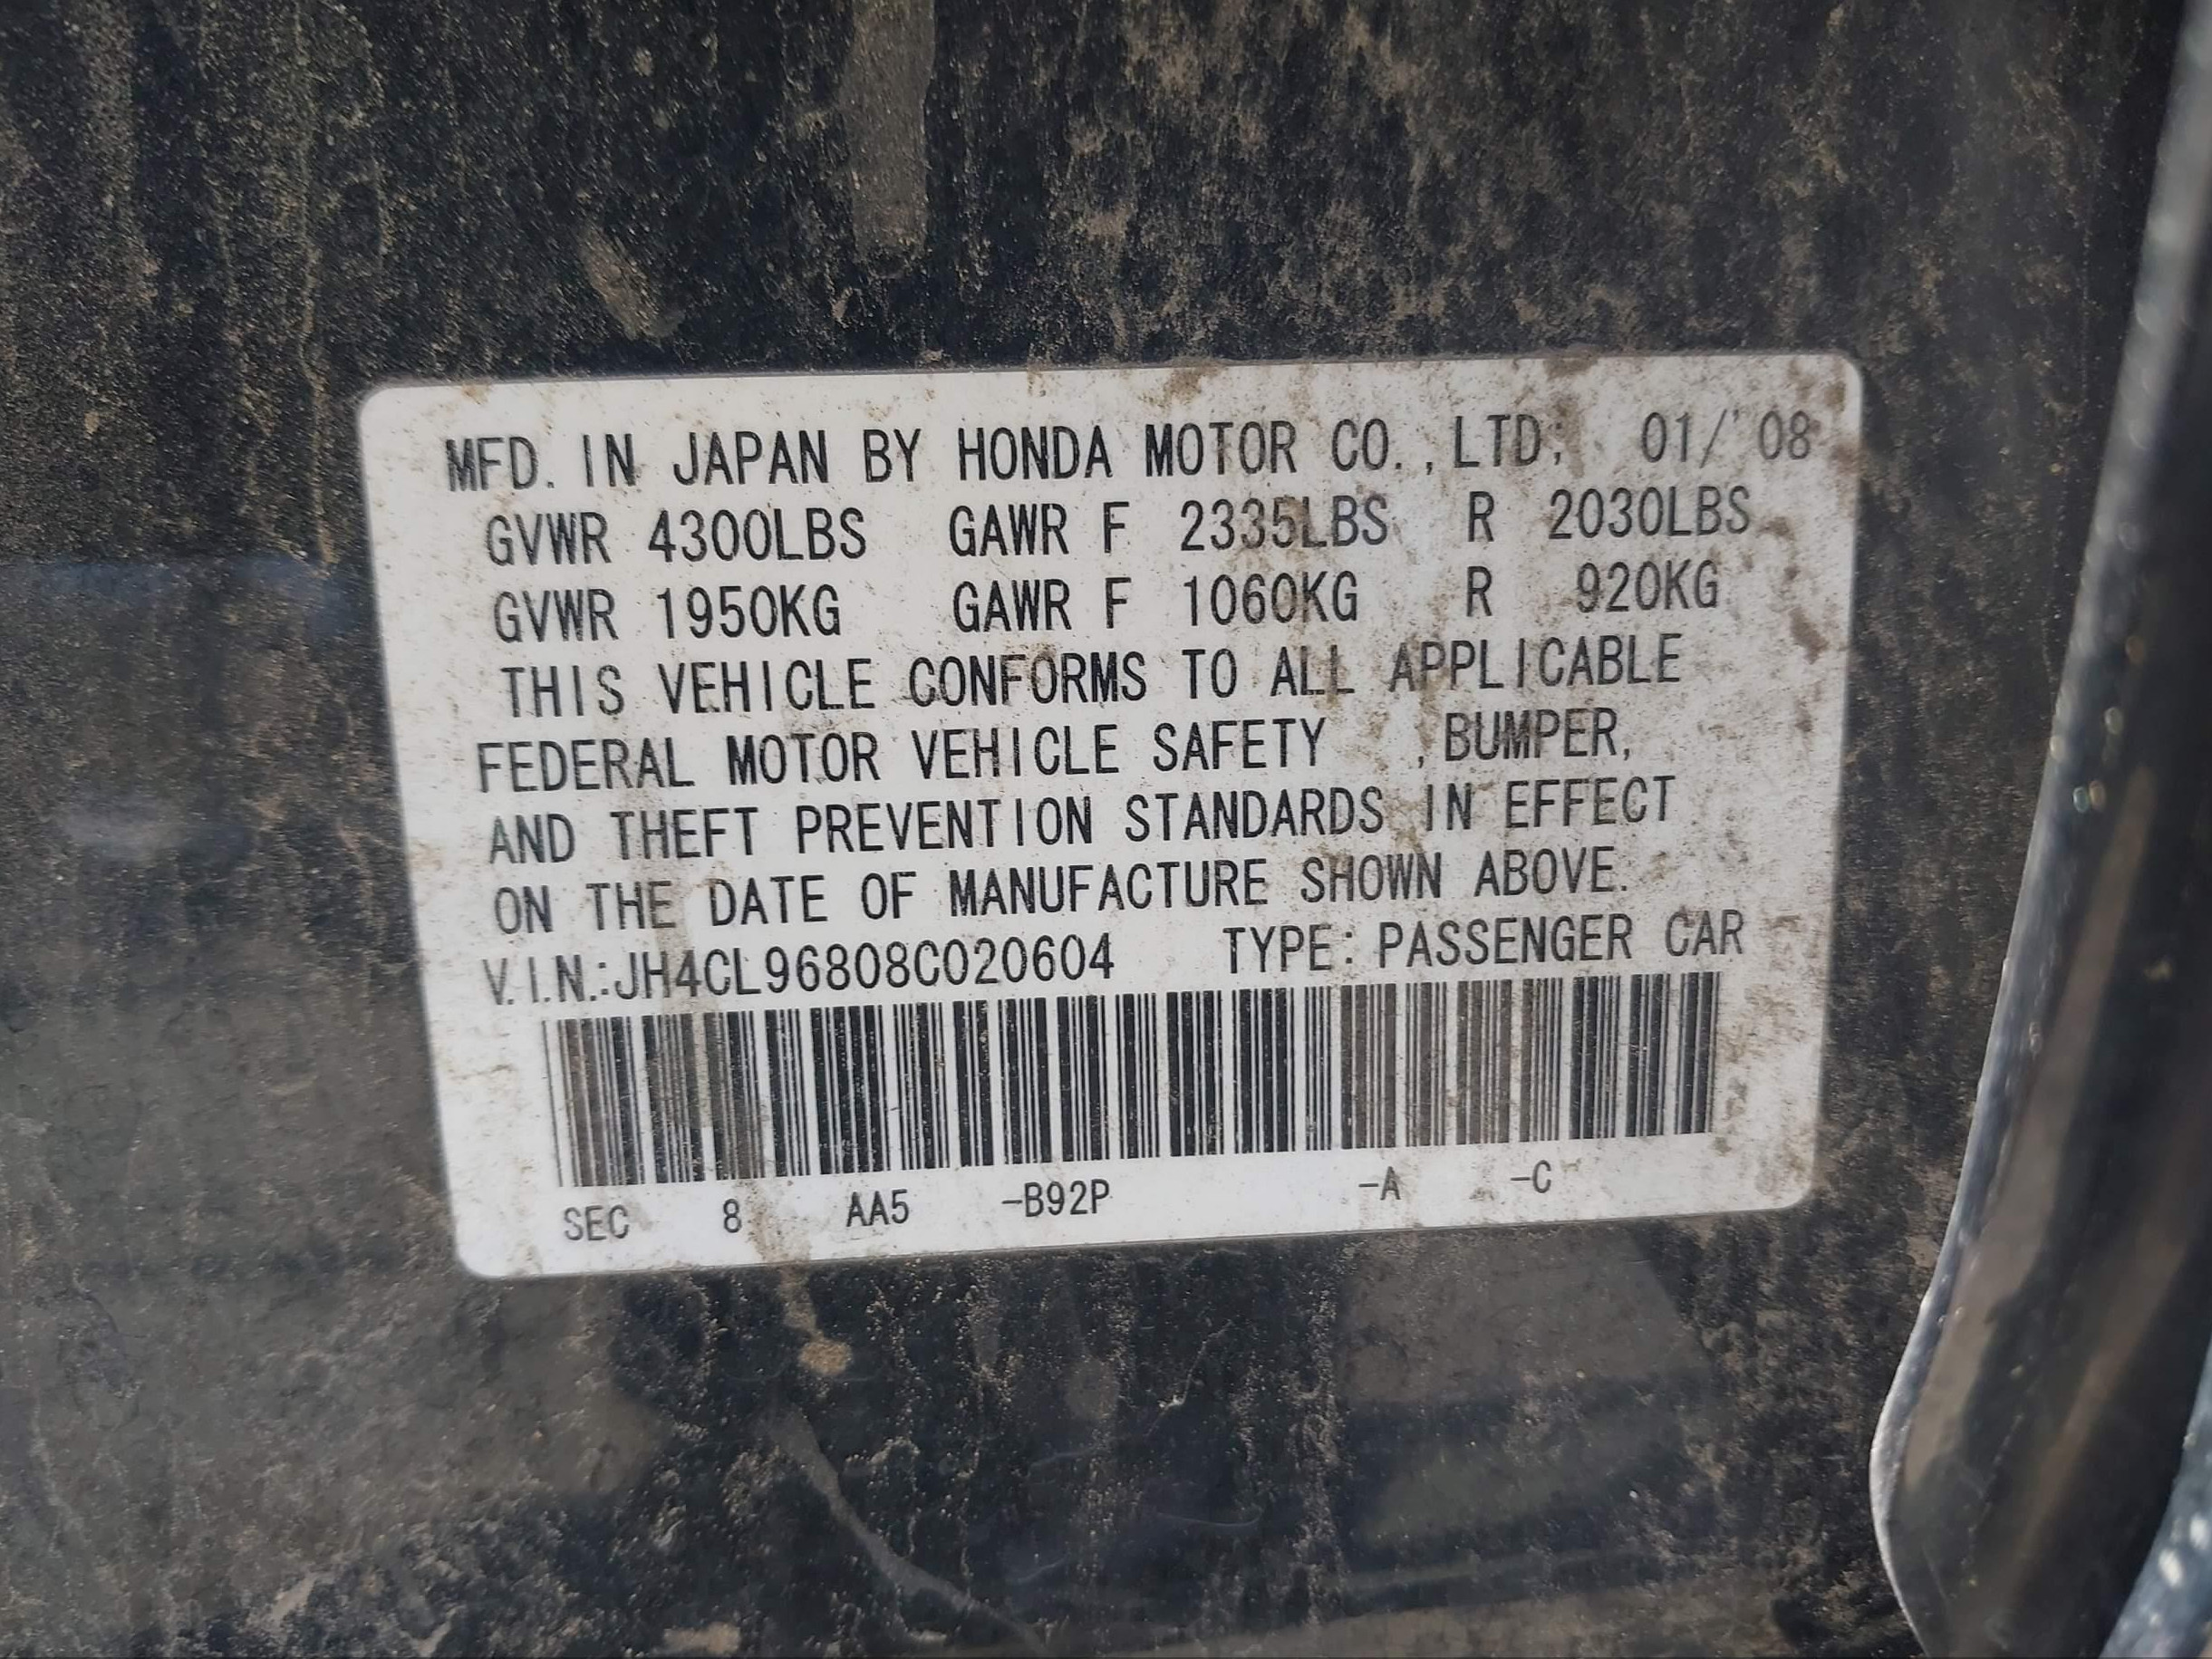 MFD. IN JAPAN BY HONDA MOTOR CO.,LTD. 01/'08
GVWR 4300LBS GAWR F 2335LBS R 2030LBS
GVWR 1950KG GAWR F 1060KG R 920KG
THIS VEHICLE CONFORMS TO ALL APPLICABLE
FEDERAL MOTOR VEHICLE SAFETY ,BUMPER,
AND THEFT PREVENTION STANDARDS IN EFFECT
ON THE DATE OF MANUFACTURE SHOWN ABOVE.
V.I.N.:JH4CL96808C020604 TYPE: PASSENGER CAR
SEC 8 AA5 -B92P -A -C